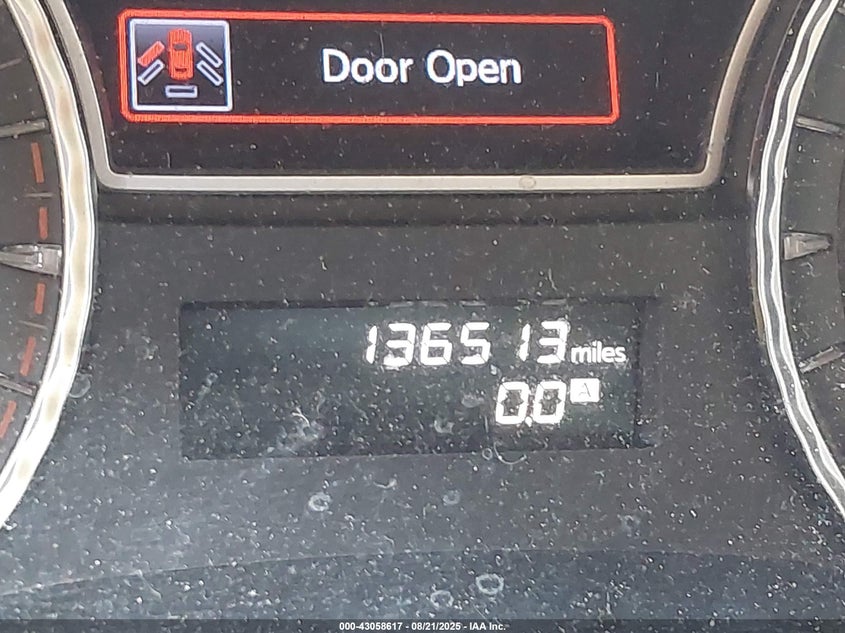 Door Open
136513 miles
0.0 A
000-43058617 - 08/21/2025 - IAA Inc.